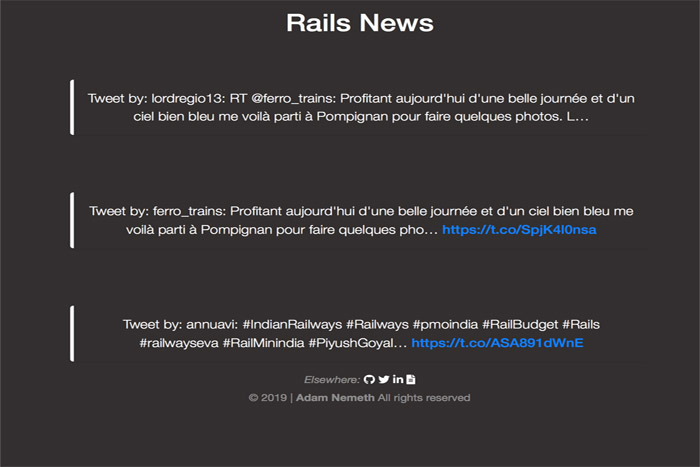 Rails News
Tweet by: lordregio13: RT @ferro_trains: Profitant aujourd'hui d'une belle journée et d'un
ciel bien bleu me voilà parti à Pompignan pour faire quelques photos. L…
Tweet by: ferro_trains: Profitant aujourd'hui d'une belle journée et d'un ciel bien bleu me
voilà parti à Pompignan pour faire quelques pho… https://t.co/SpjK4l0nsa
Tweet by: annuavi: #IndianRailways #Railways #pmoindia #RailBudget #Rails
#railwayseva #RailMinindia #PiyushGoyal… https://t.co/ASA891dWnE
Elsewhere:
© 2019 | Adam Nemeth All rights reserved